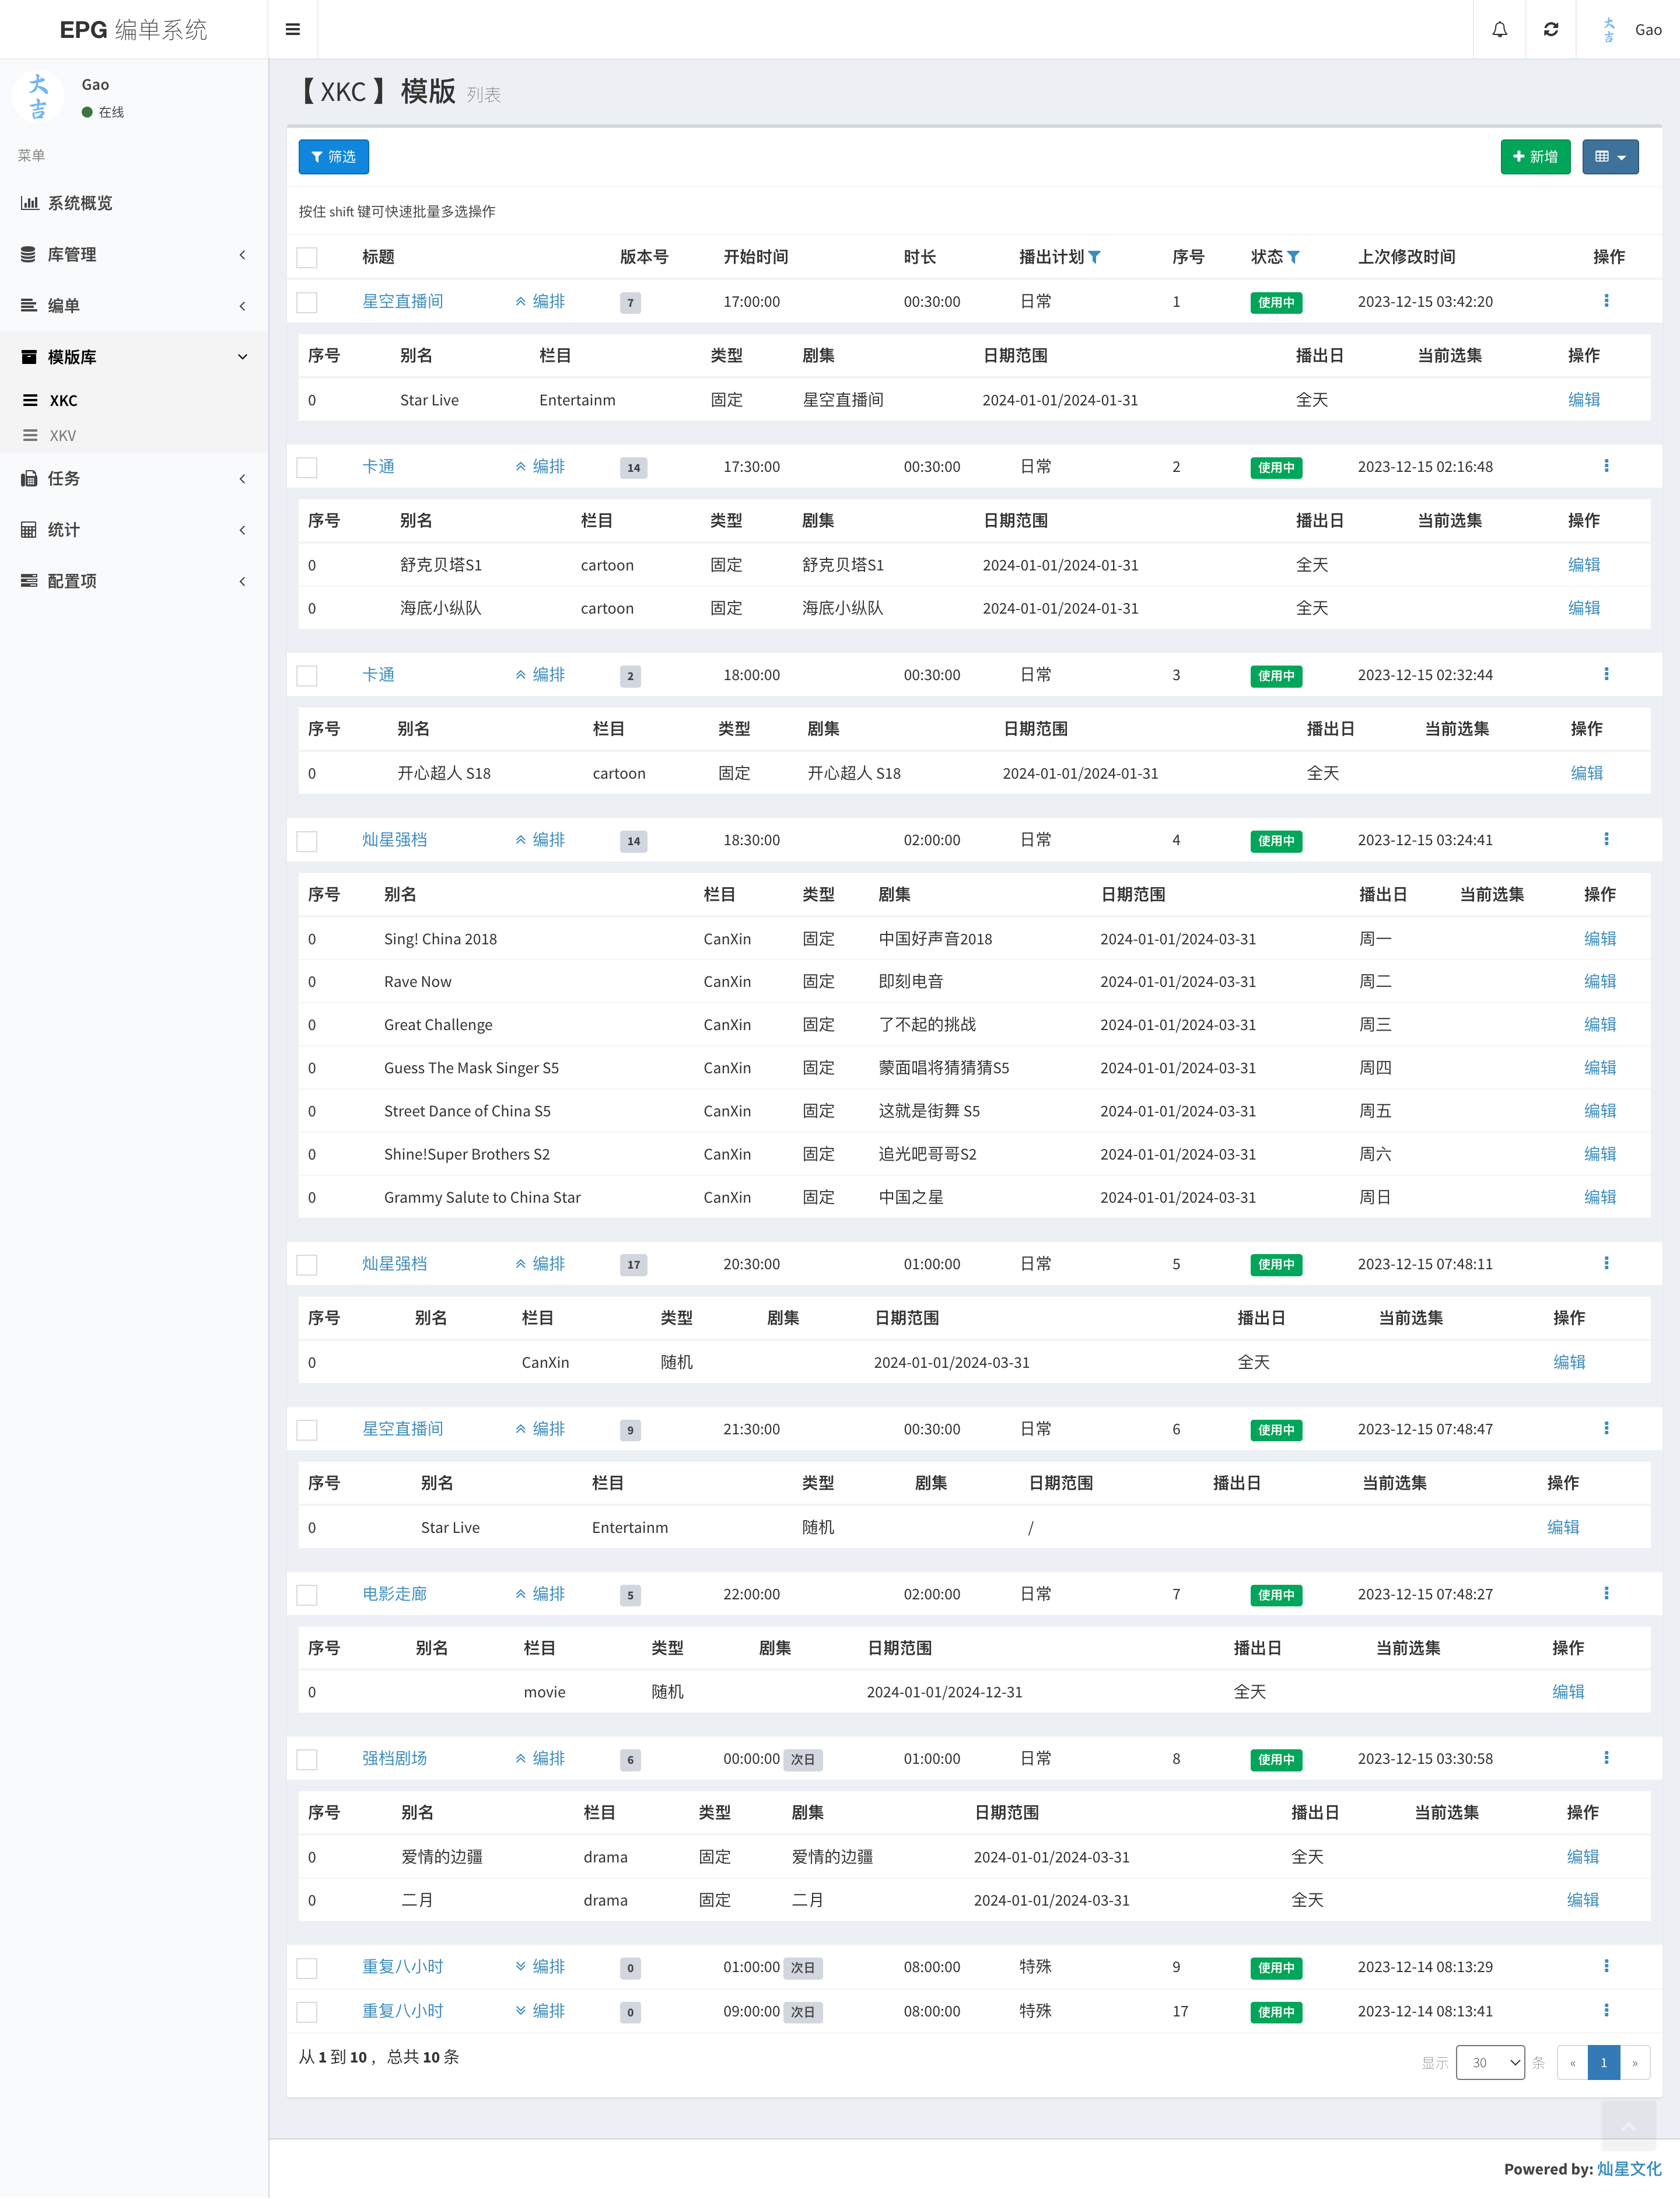 EPG 编单系统
大吉 Gao
大吉
Gao
在线
菜单
系统概览
库管理
编单
模版库
XKC
XKV
任务
统计
配置项
【 XKC 】 模版 列表
筛选 新增
按住 shift 键可快速批量多选操作
标题 版本号 开始时间 时长 播出计划 序号 状态 上次修改时间 操作
星空直播间 编排 7 17:00:00 00:30:00 日常 1 使用中 2023-12-15 03:42:20
序号 别名 栏目 类型 剧集 日期范围 播出日 当前选集 操作
0 Star Live Entertainm 固定 星空直播间 2024-01-01/2024-01-31 全天 编辑
卡通 编排 14 17:30:00 00:30:00 日常 2 使用中 2023-12-15 02:16:48
序号 别名 栏目 类型 剧集 日期范围 播出日 当前选集 操作
0 舒克贝塔S1 cartoon 固定 舒克贝塔S1 2024-01-01/2024-01-31 全天 编辑
0 海底小纵队 cartoon 固定 海底小纵队 2024-01-01/2024-01-31 全天 编辑
卡通 编排 2 18:00:00 00:30:00 日常 3 使用中 2023-12-15 02:32:44
序号 别名 栏目 类型 剧集 日期范围 播出日 当前选集 操作
0 开心超人 S18 cartoon 固定 开心超人 S18 2024-01-01/2024-01-31 全天 编辑
灿星强档 编排 14 18:30:00 02:00:00 日常 4 使用中 2023-12-15 03:24:41
序号 别名 栏目 类型 剧集 日期范围 播出日 当前选集 操作
0 Sing! China 2018 CanXin 固定 中国好声音2018 2024-01-01/2024-03-31 周一 编辑
0 Rave Now CanXin 固定 即刻电音 2024-01-01/2024-03-31 周二 编辑
0 Great Challenge CanXin 固定 了不起的挑战 2024-01-01/2024-03-31 周三 编辑
0 Guess The Mask Singer S5 CanXin 固定 蒙面唱将猜猜猜S5 2024-01-01/2024-03-31 周四 编辑
0 Street Dance of China S5 CanXin 固定 这就是街舞 S5 2024-01-01/2024-03-31 周五 编辑
0 Shine!Super Brothers S2 CanXin 固定 追光吧哥哥S2 2024-01-01/2024-03-31 周六 编辑
0 Grammy Salute to China Star CanXin 固定 中国之星 2024-01-01/2024-03-31 周日 编辑
灿星强档 编排 17 20:30:00 01:00:00 日常 5 使用中 2023-12-15 07:48:11
序号 别名 栏目 类型 剧集 日期范围 播出日 当前选集 操作
0 CanXin 随机 2024-01-01/2024-03-31 全天 编辑
星空直播间 编排 9 21:30:00 00:30:00 日常 6 使用中 2023-12-15 07:48:47
序号 别名 栏目 类型 剧集 日期范围 播出日 当前选集 操作
0 Star Live Entertainm 随机 / 编辑
电影走廊 编排 5 22:00:00 02:00:00 日常 7 使用中 2023-12-15 07:48:27
序号 别名 栏目 类型 剧集 日期范围 播出日 当前选集 操作
0 movie 随机 2024-01-01/2024-12-31 全天 编辑
强档剧场 编排 6 00:00:00 次日 01:00:00 日常 8 使用中 2023-12-15 03:30:58
序号 别名 栏目 类型 剧集 日期范围 播出日 当前选集 操作
0 爱情的边疆 drama 固定 爱情的边疆 2024-01-01/2024-03-31 全天 编辑
0 二月 drama 固定 二月 2024-01-01/2024-03-31 全天 编辑
重复八小时 编排 0 01:00:00 次日 08:00:00 特殊 9 使用中 2023-12-14 08:13:29
重复八小时 编排 0 09:00:00 次日 08:00:00 特殊 17 使用中 2023-12-14 08:13:41
从 1 到 10 ，总共 10 条 显示 30 条 « 1 »
Powered by: 灿星文化